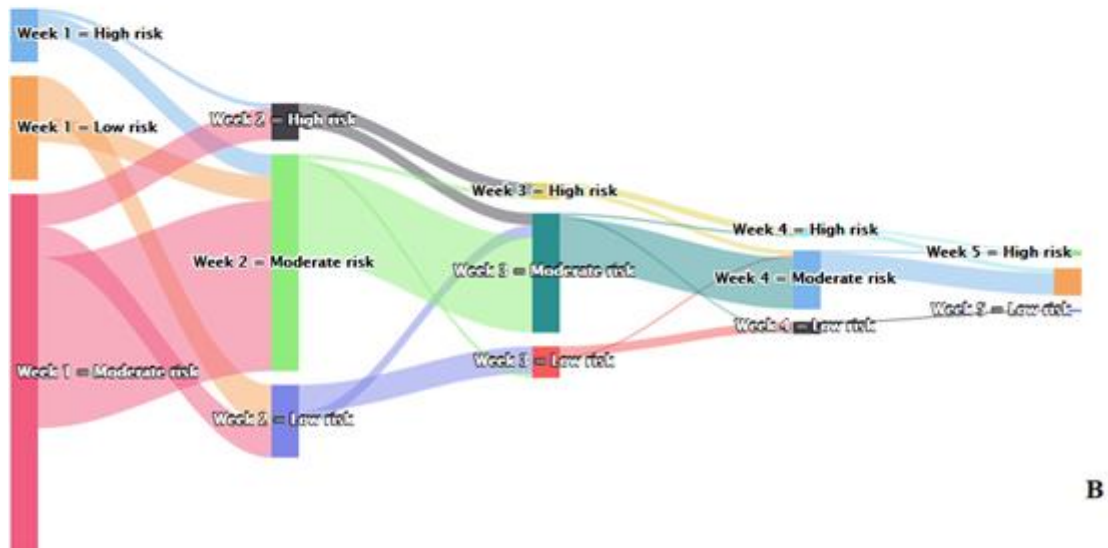 Week 1 = High risk
Week 1 = Low risk
Week 1 = Moderate risk
Week 2 = High risk
Week 2 = Moderate risk
Week 2 = Low risk
Week 3 = High risk
Week 3 = Moderate risk
Week 3 = Low risk
Week 4 = High risk
Week 4 = Moderate risk
Week 4 = Low risk
Week 5 = High risk
Week 5 = Low risk
B